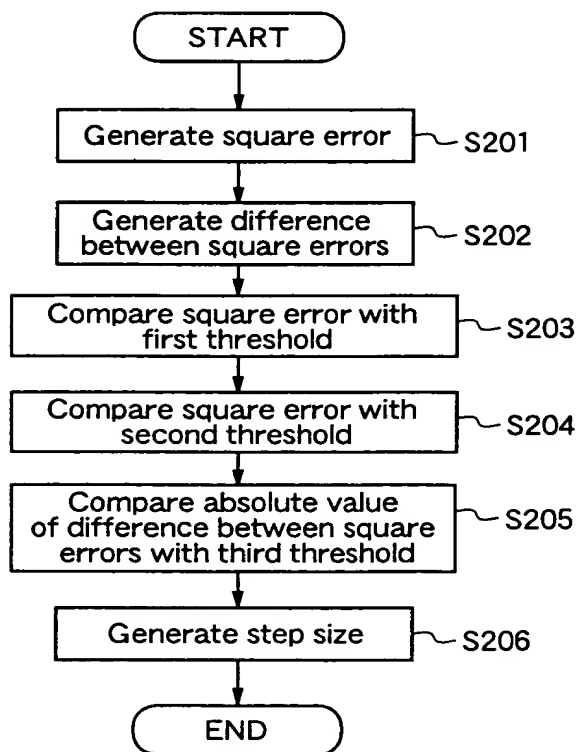 START
Generate square error
S201
Generate difference
between square errors
S202
Compare square error with
first threshold
S203
Compare square error with
second threshold
S204
Compare absolute value
of difference between square
errors with third threshold
S205
Generate step size
S206
END